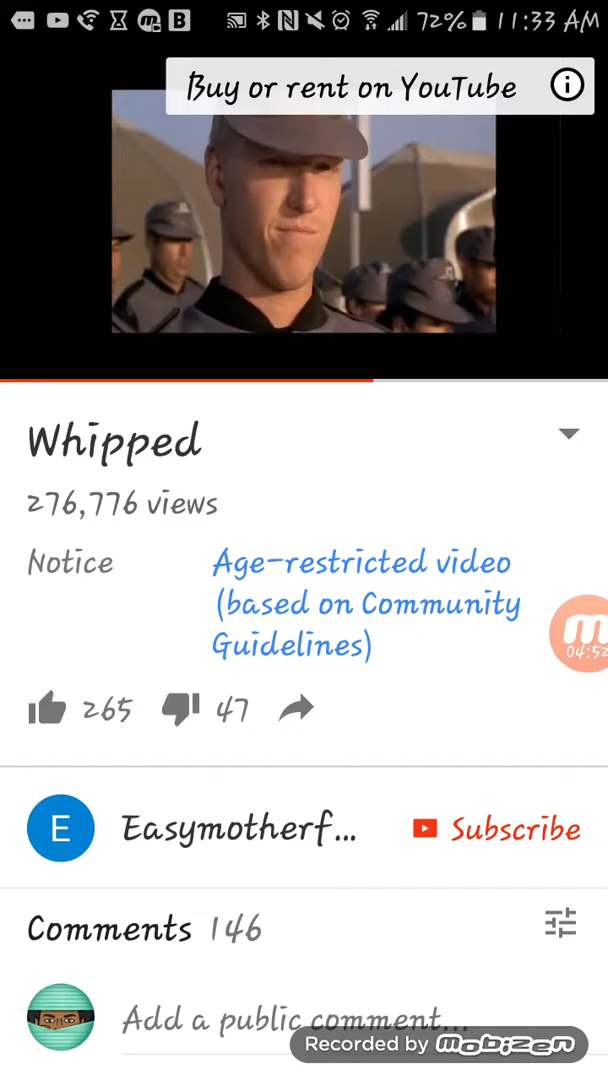 72% 11:33 AM
Buy or rent on YouTube
Whipped
276,776 views
Notice
Age-restricted video
(based on Community
Guidelines)
04:52
265 47
E Easymotherf... Subscribe
Comments 146
Add a public comment...
Recorded by mobizen